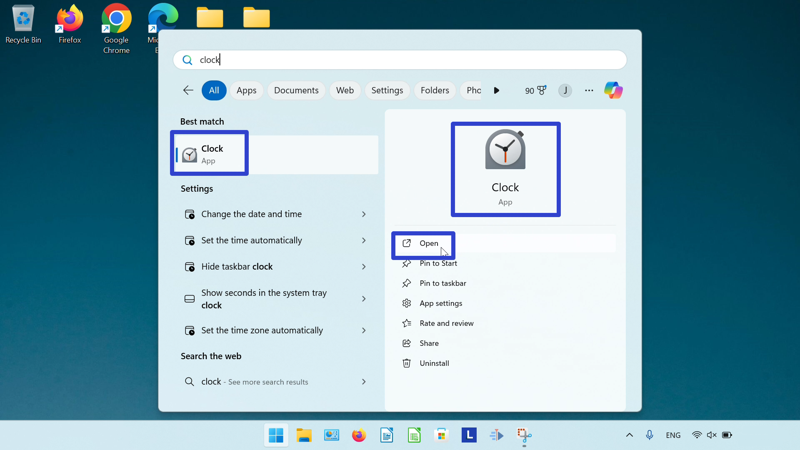 Recycle Bin
Firefox
Google
Chrome
clock
All
Apps
Documents
Web
Settings
Folders
Pho
90
J
Best match
Clock
App
Settings
Change the date and time
Set the time automatically
Hide taskbar clock
Show seconds in the system tray
clock
Set the time zone automatically
Search the web
clock - See more search results
Clock
App
Open
Pin to Start
Pin to taskbar
App settings
Rate and review
Share
Uninstall
L
ENG